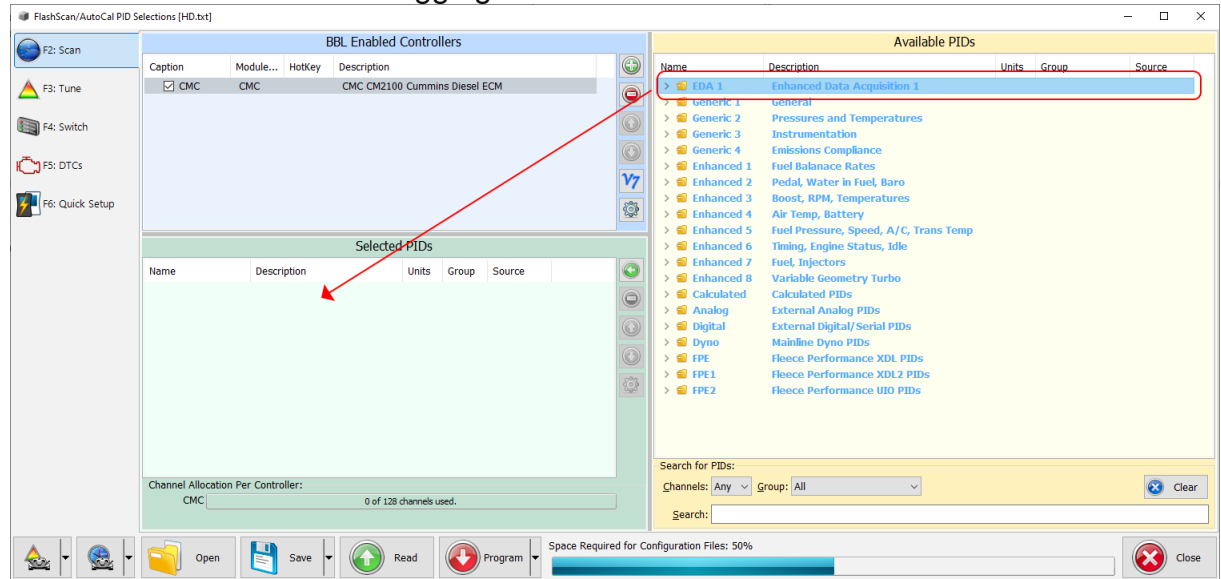 gging
FlashScan/AutoCal PID Selections [HD.txt]
F2: Scan
F3: Tune
F4: Switch
F5: DTCs
F6: Quick Setup
BBL Enabled Controllers
Caption Module... HotKey Description
CMC CMC CMC CM2100 Cummins Diesel ECM
V7
Selected PIDs
Name Description Units Group Source
Channel Allocation Per Controller:
CMC 0 of 128 channels used.
Available PIDs
Name Description Units Group Source
EDA 1 Enhanced Data Acquisition 1
Generic 1 General
Generic 2 Pressures and Temperatures
Generic 3 Instrumentation
Generic 4 Emissions Compliance
Enhanced 1 Fuel Balanace Rates
Enhanced 2 Pedal, Water in Fuel, Baro
Enhanced 3 Boost, RPM, Temperatures
Enhanced 4 Air Temp, Battery
Enhanced 5 Fuel Pressure, Speed, A/C, Trans Temp
Enhanced 6 Timing, Engine Status, Idle
Enhanced 7 Fuel, Injectors
Enhanced 8 Variable Geometry Turbo
Calculated Calculated PIDs
Analog External Analog PIDs
Digital External Digital/Serial PIDs
Dyno Mainline Dyno PIDs
FPE Fleece Performance XDL PIDs
FPE1 Fleece Performance XDL2 PIDs
FPE2 Fleece Performance UIO PIDs
Search for PIDs:
Channels: Any Group: All Clear
Search:
Open Save Read Program Space Required for Configuration Files: 50% Close